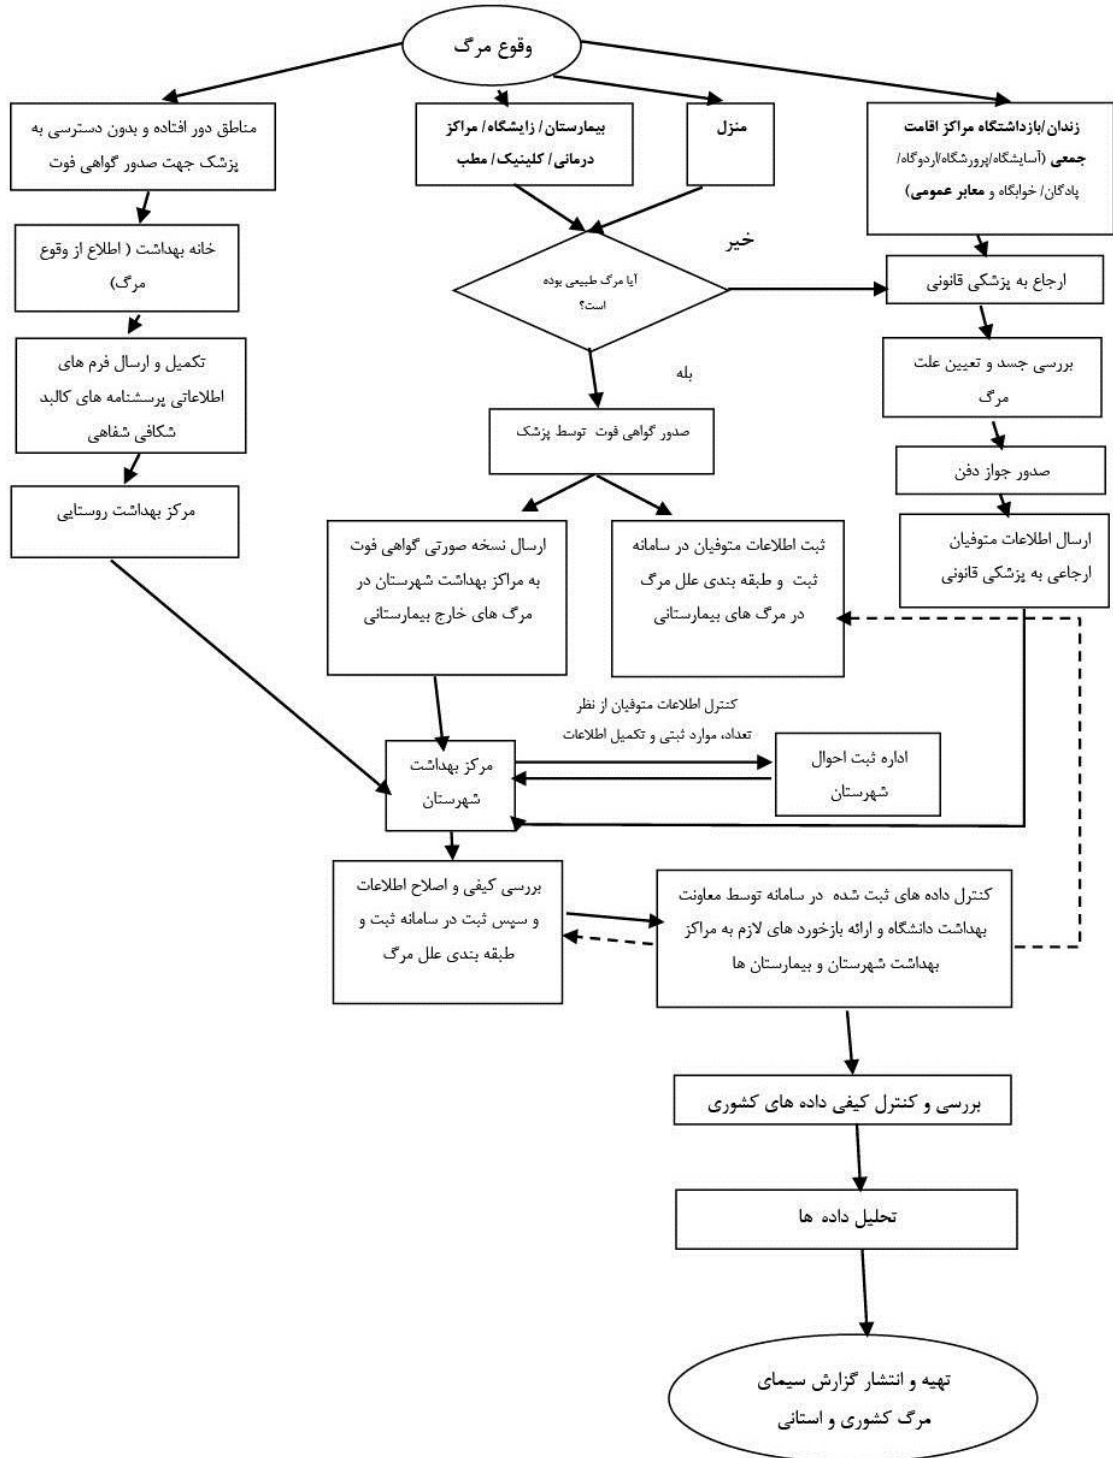 وقوع مرگ
زندان/بازداشتگاه مراکز اقامت
جمعی (آسایشگاه/پرورشگاه/اردوگاه/
پادگان/ خوابگاه و معابر عمومی)
منزل
بیمارستان/ زایشگاه/ مراکز
درمانی/ کلینیک/ مطب
مناطق دور افتاده و بدون دسترسی به
پزشک جهت صدور گواهی فوت
خانه بهداشت ( اطلاع از وقوع
مرگ)
خیر
آیا مرگ طبیعی بوده
است؟
ارجاع به پزشکی قانونی
تکمیل و ارسال فرم های
اطلاعاتی پرسشنامه های کالبد
شکافی شفاهی
بررسی جسد و تعیین علت
مرگ
بله
صدور گواهی فوت توسط پزشک
صدور جواز دفن
مرکز بهداشت روستایی
ارسال اطلاعات متوفیان
ارجاعی به پزشکی قانونی
ثبت اطلاعات متوفیان در سامانه
ثبت و طبقه بندی علل مرگ
در مرگ های بیمارستانی
ارسال نسخه صورتی گواهی فوت
به مراکز بهداشت شهرستان در
مرگ های خارج بیمارستانی
کنترل اطلاعات متوفیان از نظر
تعداد، موارد ثبتی و تکمیل اطلاعات
اداره ثبت احوال
شهرستان
مرکز بهداشت
شهرستان
بررسی کیفی و اصلاح اطلاعات
و سپس ثبت در سامانه ثبت و
طبقه بندی علل مرگ
کنترل داده های ثبت شده در سامانه توسط معاونت
بهداشت دانشگاه و ارائه بازخورد های لازم به مراکز
بهداشت شهرستان و بیمارستان ها
بررسی و کنترل کیفی داده های کشوری
تحلیل داده ها
تهیه و انتشار گزارش سیمای
مرگ کشوری و استانی